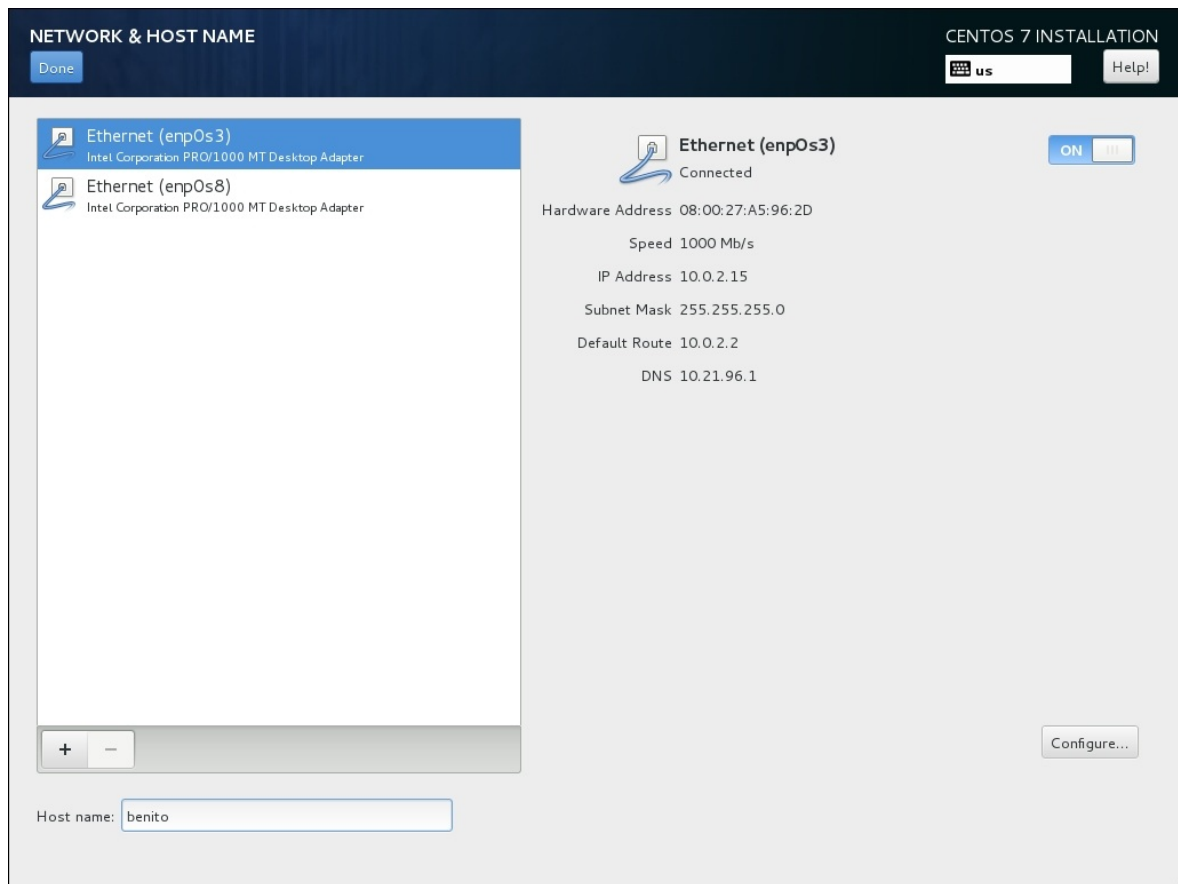 NETWORK & HOST NAME
CENTOS 7 INSTALLATION
Done
us
Help!
Ethernet (enp0s3)
Intel Corporation PRO/1000 MT Desktop Adapter
Ethernet (enp0s8)
Intel Corporation PRO/1000 MT Desktop Adapter
Ethernet (enp0s3)
Connected
ON
Hardware Address 08:00:27:A5:96:2D
Speed 1000 Mb/s
IP Address 10.0.2.15
Subnet Mask 255.255.255.0
Default Route 10.0.2.2
DNS 10.21.96.1
+ −
Configure...
Host name: benito